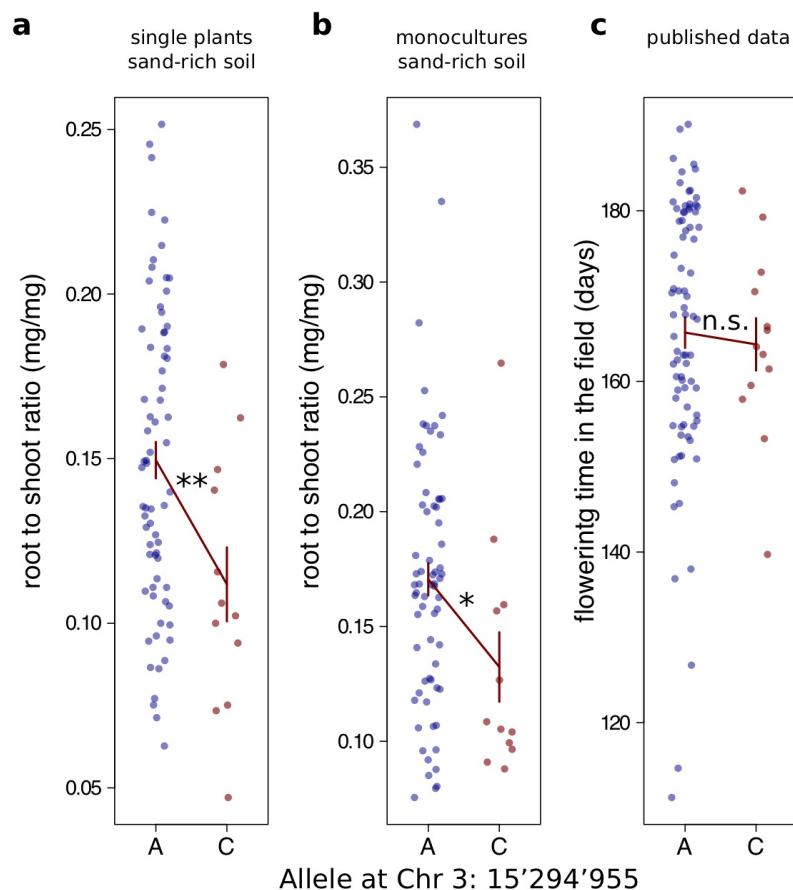 a
single plants
sand-rich soil
b
monocultures
sand-rich soil
c
published data
root to shoot ratio (mg/mg)
0.25
0.20
0.15
0.10
0.05
**
A
C
root to shoot ratio (mg/mg)
0.35
0.30
0.25
0.20
0.15
0.10
*
A
C
flowerintg time in the field (days)
180
160
140
120
n.s.
A
C
Allele at Chr 3: 15’294’955